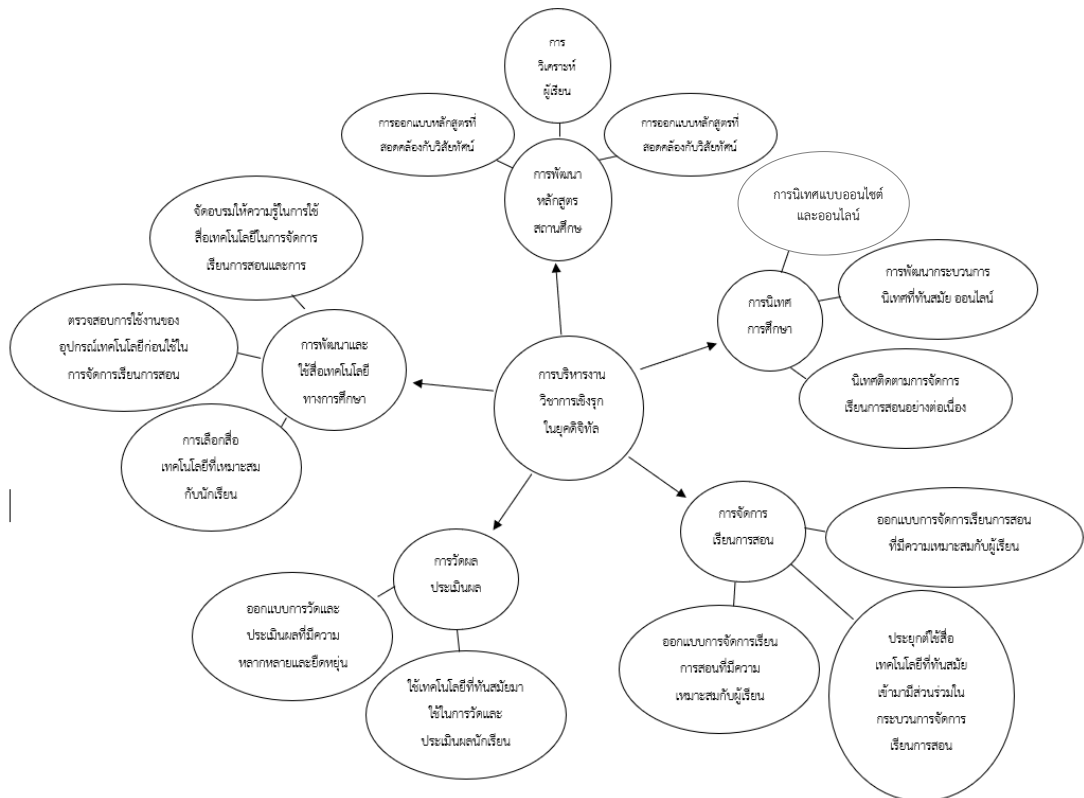 การ
วิเคราะห์
ผู้เรียน
การออกแบบหลักสูตรที่
สอดคล้องกับวิสัยทัศน์
การออกแบบหลักสูตรที่
สอดคล้องกับวิสัยทัศน์
การพัฒนา
หลักสูตร
สถานศึกษ
การนิเทศแบบออนไซต์
และออนไลน์
การพัฒนากระบวนการ
นิเทศที่ทันสมัย ออนไลน์
การนิเทศ
การศึกษา
นิเทศติดตามการจัดการ
เรียนการสอนอย่างต่อเนื่อง
จัดอบรมให้ความรู้ในการใช้
สื่อเทคโนโลยีในการจัดการ
เรียนการสอนและการ
ตรวจสอบการใช้งานของ
อุปกรณ์เทคโนโลยีก่อนใช้ใน
การจัดการเรียนการสอน
การพัฒนาและ
ใช้สื่อเทคโนโลยี
ทางการศึกษา
การเลือกสื่อ
เทคโนโลยีที่เหมาะสม
กับนักเรียน
การบริหารงาน
วิชาการเชิงรุก
ในยุคดิจิทัล
การจัดการ
เรียนการสอน
ออกแบบการจัดการเรียนการสอน
ที่มีความเหมาะสมกับผู้เรียน
ออกแบบการจัดการเรียน
การสอนที่มีความ
เหมาะสมกับผู้เรียน
ประยุกต์ใช้สื่อ
เทคโนโลยีที่ทันสมัย
เข้ามามีส่วนร่วมใน
กระบวนการจัดการ
เรียนการสอน
การวัดผล
ประเมินผล
ออกแบบการวัดและ
ประเมินผลที่มีความ
หลากหลายและยืดหยุ่น
ใช้เทคโนโลยีที่ทันสมัยมา
ใช้ในการวัดและ
ประเมินผลนักเรียน